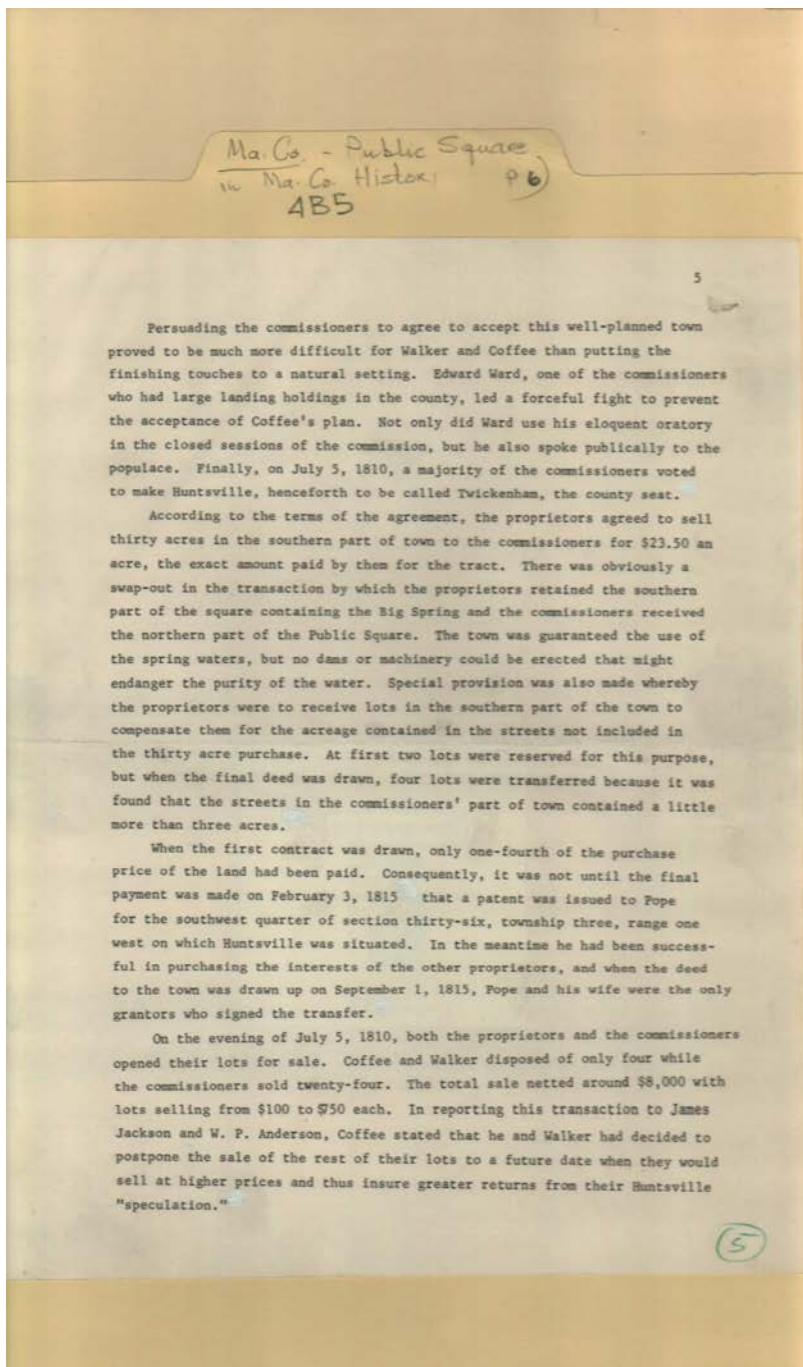 Ma. Co. - Public Square
in Ma. Co. Histor P 6)
4B5
5
Persuading the commissioners to agree to accept this well-planned town
proved to be much more difficult for Walker and Coffee than putting the
finishing touches to a natural setting. Edward Ward, one of the commissioners
who had large landing holdings in the county, led a forceful fight to prevent
the acceptance of Coffee's plan. Not only did Ward use his eloquent oratory
in the closed sessions of the commission, but he also spoke publically to the
populace. Finally, on July 5, 1810, a majority of the commissioners voted
to make Huntsville, henceforth to be called Twickenham, the county seat.
According to the terms of the agreement, the proprietors agreed to sell
thirty acres in the southern part of town to the commissioners for $23.50 an
acre, the exact amount paid by them for the tract. There was obviously a
swap-out in the transaction by which the proprietors retained the southern
part of the square containing the Big Spring and the commissioners received
the northern part of the Public Square. The town was guaranteed the use of
the spring waters, but no dams or machinery could be erected that might
endanger the purity of the water. Special provision was also made whereby
the proprietors were to receive lots in the southern part of the town to
compensate them for the acreage contained in the streets not included in
the thirty acre purchase. At first two lots were reserved for this purpose,
but when the final deed was drawn, four lots were transferred because it was
found that the streets in the commissioners' part of town contained a little
more than three acres.
When the first contract was drawn, only one-fourth of the purchase
price of the land had been paid. Consequently, it was not until the final
payment was made on February 3, 1815 that a patent was issued to Pope
for the southwest quarter of section thirty-six, township three, range one
west on which Huntsville was situated. In the meantime he had been success-
ful in purchasing the interests of the other proprietors, and when the deed
to the town was drawn up on September 1, 1815, Pope and his wife were the only
grantors who signed the transfer.
On the evening of July 5, 1810, both the proprietors and the commissioners
opened their lots for sale. Coffee and Walker disposed of only four while
the commissioners sold twenty-four. The total sale netted around $8,000 with
lots selling from $100 to $750 each. In reporting this transaction to James
Jackson and W. P. Anderson, Coffee stated that he and Walker had decided to
postpone the sale of the rest of their lots to a future date when they would
sell at higher prices and thus insure greater returns from their Huntsville
"speculation."
5